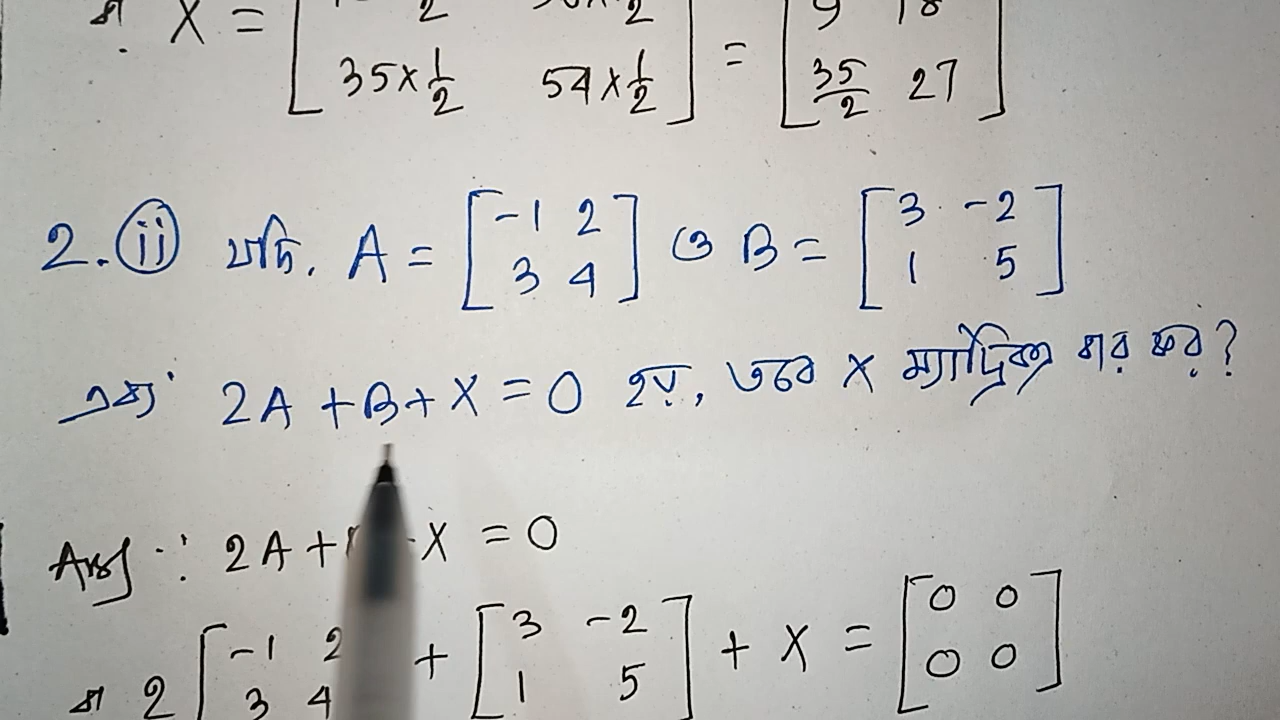 বা, X = [ 2 2 ] = [ 9 18 ]
[ 35×1/2 54×1/2 ] [ 35/2 27 ]
2. (ii) যদি, A = [ -1 2 ] ও B = [ 3 -2 ]
[ 3 4 ] [ 1 5 ]
এবং 2A + B + X = 0 হয়, তবে X ম্যাট্রিক্স বার কর?
Ans ∵ 2A + X = 0
[ -1 2 + [ 3 -2 ] + X = [ 0 0 ]
বা 2 [ 3 4 [ 1 5 ] [ 0 0 ]